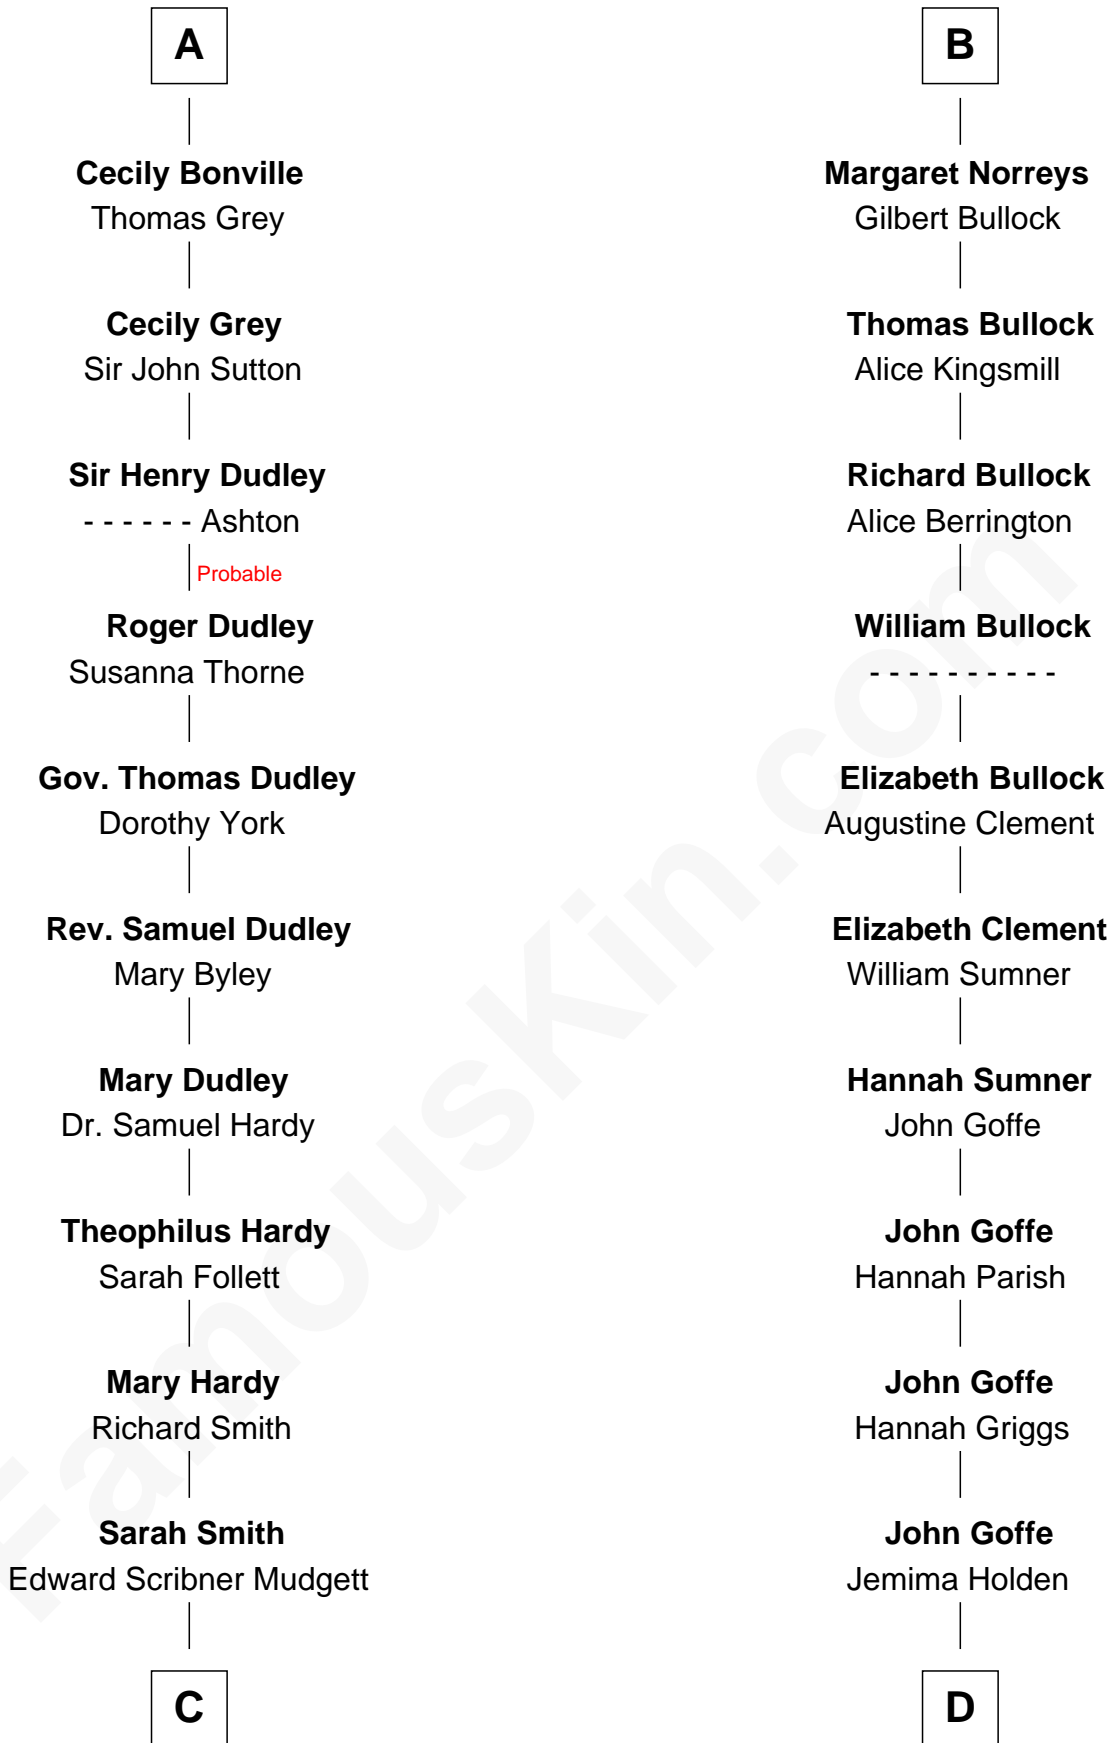 A
Cecily Bonville
Thomas Grey
Cecily Grey
Sir John Sutton
Sir Henry Dudley
- - - - - - Ashton
Probable
Roger Dudley
Susanna Thorne
Gov. Thomas Dudley
Dorothy York
Rev. Samuel Dudley
Mary Byley
Mary Dudley
Dr. Samuel Hardy
Theophilus Hardy
Sarah Follett
Mary Hardy
Richard Smith
Sarah Smith
Edward Scribner Mudgett
C
B
Margaret Norreys
Gilbert Bullock
Thomas Bullock
Alice Kingsmill
Richard Bullock
Alice Berrington
William Bullock
- - - - - - - - - -
Elizabeth Bullock
Augustine Clement
Elizabeth Clement
William Sumner
Hannah Sumner
John Goffe
John Goffe
Hannah Parish
John Goffe
Hannah Griggs
John Goffe
Jemima Holden
D
FamousKin.com